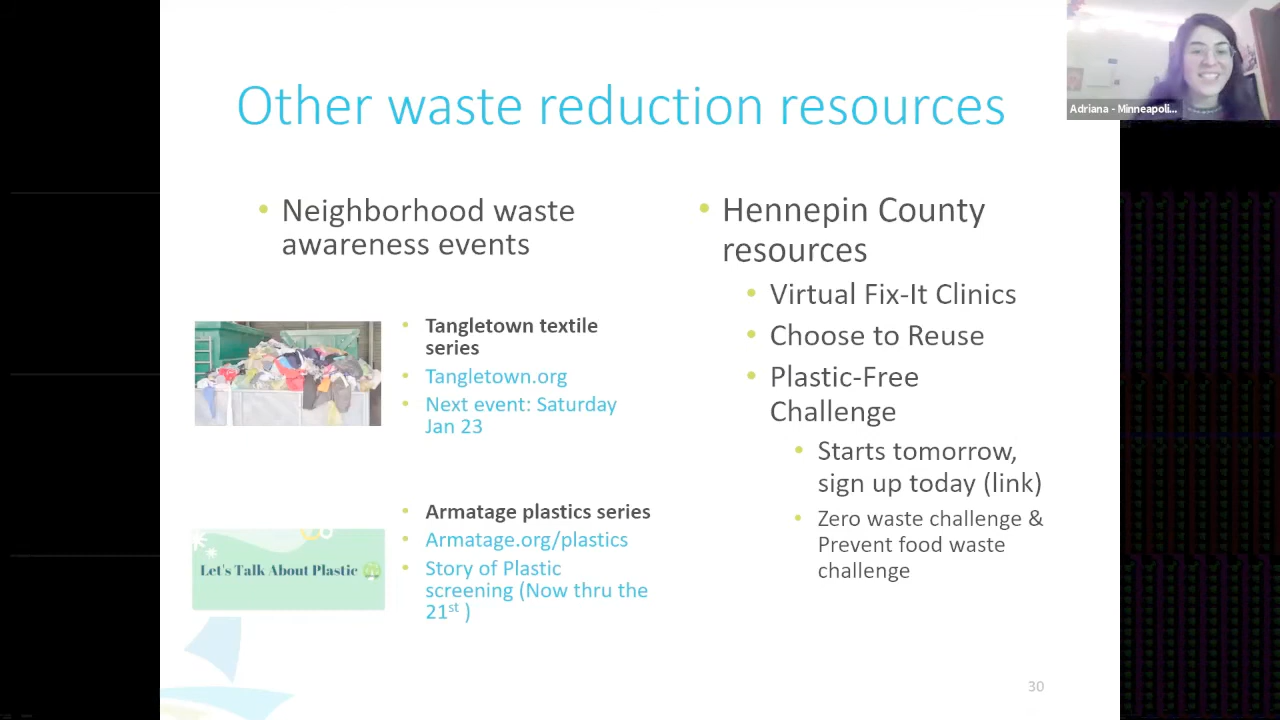 Other waste reduction resources
Adriana - Minneapoli...
• Neighborhood waste
awareness events
• Tangletown textile
series
• Tangletown.org
• Next event: Saturday
Jan 23
• Armatage plastics series
• Armatage.org/plastics
• Story of Plastic
screening (Now thru the
21st )
Let's Talk About Plastic
• Hennepin County
resources
• Virtual Fix-It Clinics
• Choose to Reuse
• Plastic-Free
Challenge
• Starts tomorrow,
sign up today (link)
• Zero waste challenge &
Prevent food waste
challenge
30